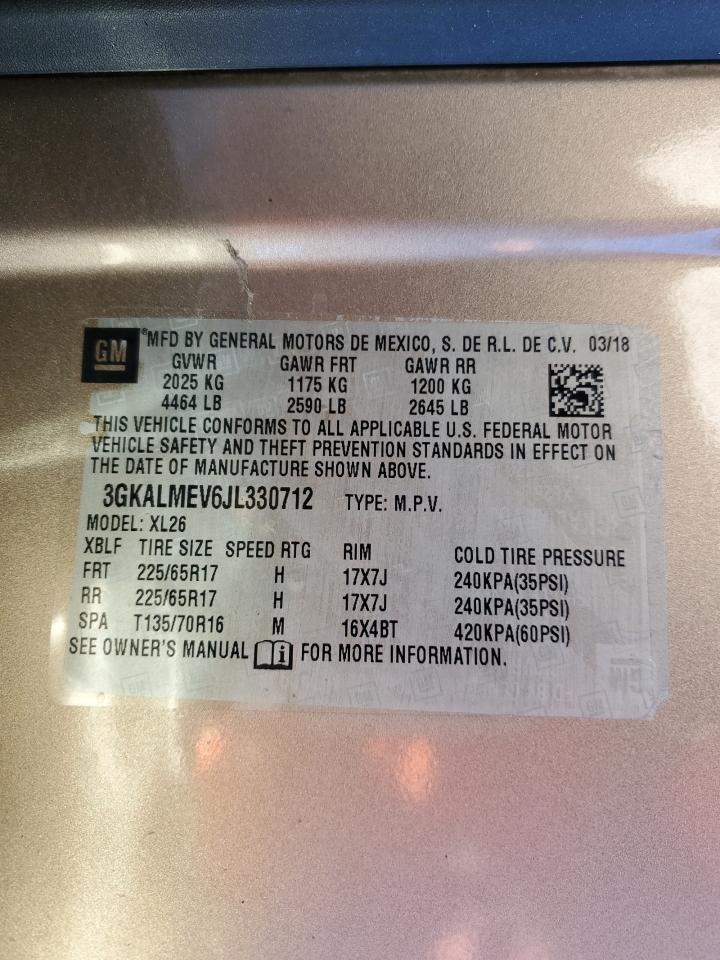 GM
®MFD BY GENERAL MOTORS DE MEXICO, S. DE R.L. DE C.V. 03/18
GVWR GAWR FRT GAWR RR
2025 KG 1175 KG 1200 KG
4464 LB 2590 LB 2645 LB
THIS VEHICLE CONFORMS TO ALL APPLICABLE U.S. FEDERAL MOTOR
VEHICLE SAFETY AND THEFT PREVENTION STANDARDS IN EFFECT ON
THE DATE OF MANUFACTURE SHOWN ABOVE.
3GKALMEV6JL330712 TYPE: M.P.V.
MODEL: XL26
XBLF TIRE SIZE SPEED RTG RIM COLD TIRE PRESSURE
FRT 225/65R17 H 17X7J 240KPA(35PSI)
RR 225/65R17 H 17X7J 240KPA(35PSI)
SPA T135/70R16 M 16X4BT 420KPA(60PSI)
SEE OWNER'S MANUAL i FOR MORE INFORMATION.
GM